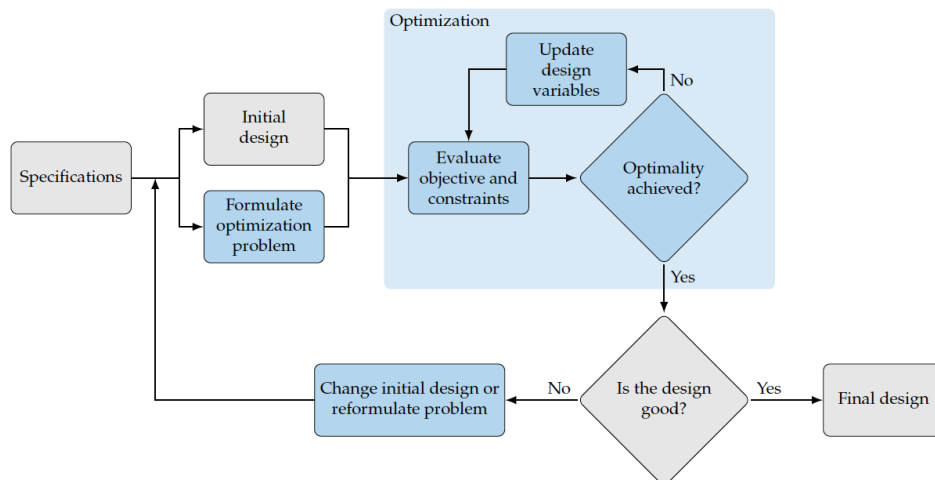 Optimization
Update
design
variables
No
Initial
design
Specifications
Evaluate
objective and
constraints
Optimality
achieved?
Formulate
optimization
problem
Yes
Change initial design or
reformulate problem
No
Is the design
good?
Yes
Final design